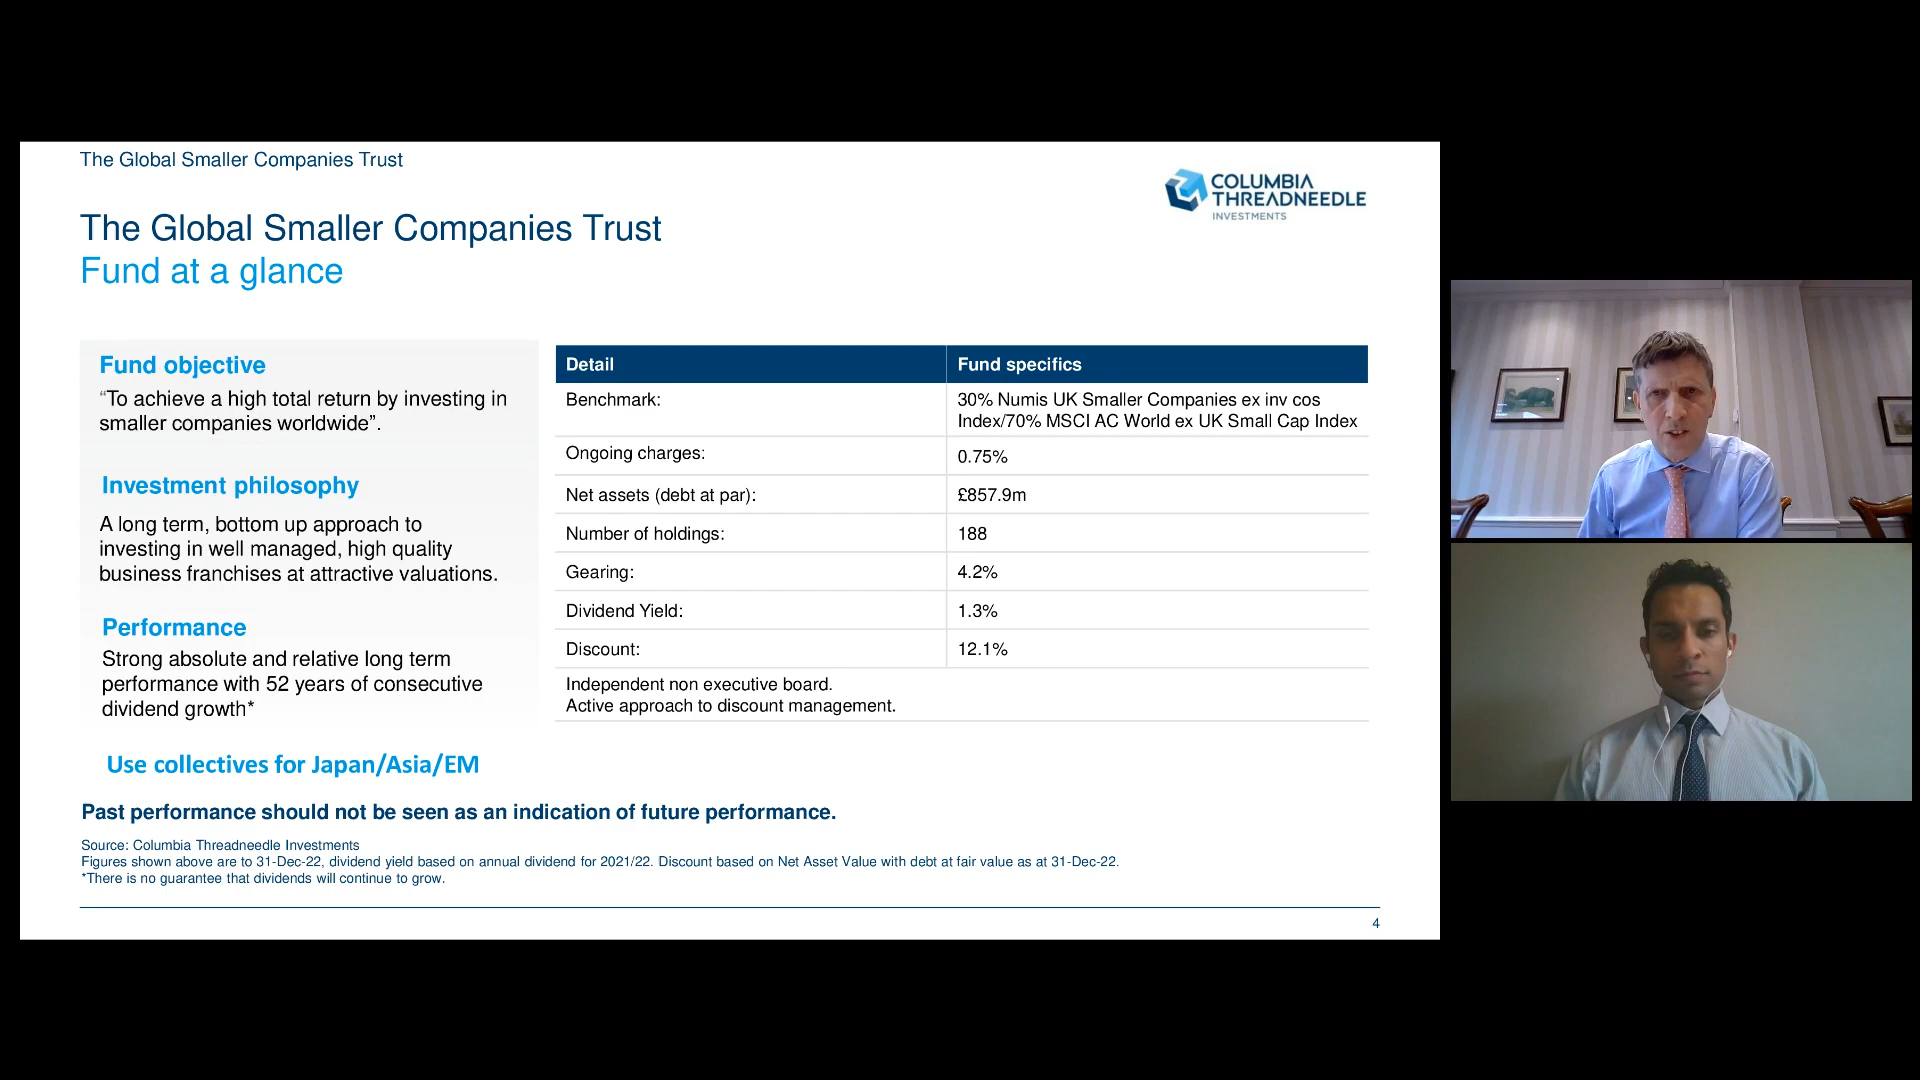 The Global Smaller Companies Trust
COLUMBIA
THREADNEEDLE
INVESTMENTS
The Global Smaller Companies Trust
Fund at a glance
Fund objective
“To achieve a high total return by investing in
smaller companies worldwide”.
Investment philosophy
A long term, bottom up approach to
investing in well managed, high quality
business franchises at attractive valuations.
Performance
Strong absolute and relative long term
performance with 52 years of consecutive
dividend growth*
Use collectives for Japan/Asia/EM
Detail Fund specifics
Benchmark: 30% Numis UK Smaller Companies ex inv cos
Index/70% MSCI AC World ex UK Small Cap Index
Ongoing charges: 0.75%
Net assets (debt at par): £857.9m
Number of holdings: 188
Gearing: 4.2%
Dividend Yield: 1.3%
Discount: 12.1%
Independent non executive board.
Active approach to discount management.
Past performance should not be seen as an indication of future performance.
Source: Columbia Threadneedle Investments
Figures shown above are to 31-Dec-22, dividend yield based on annual dividend for 2021/22. Discount based on Net Asset Value with debt at fair value as at 31-Dec-22.
*There is no guarantee that dividends will continue to grow.
4